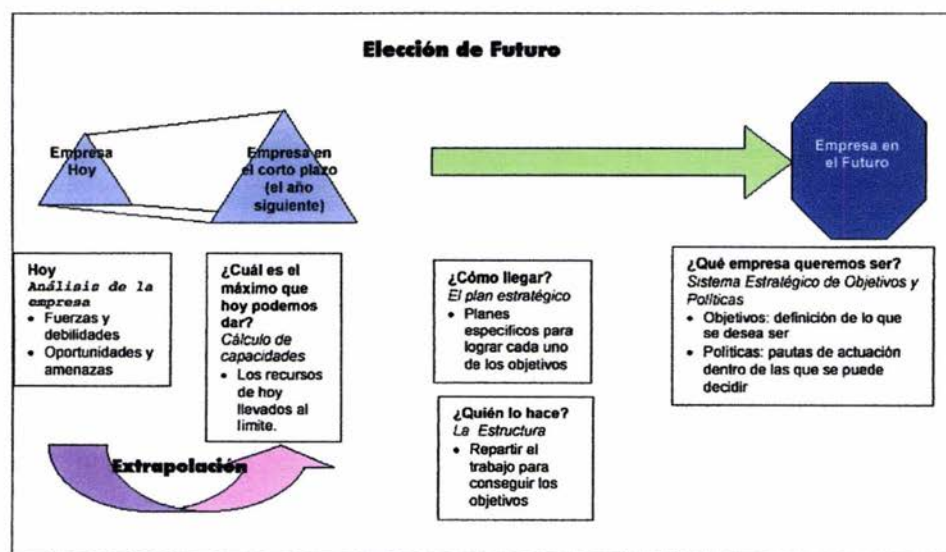 Elección de Futuro
Empresa
Hoy
Empresa en
el corto plazo
(el año
siguiente)
Empresa en
el Futuro
Hoy
Análisis de la
empresa
• Fuerzas y
debilidades
• Oportunidades y
amenazas
¿Cuál es el
máximo que
hoy podemos
dar?
Cálculo de
capacidades
• Los recursos
de hoy
llevados al
límite.
¿Cómo llegar?
El plan estratégico
• Planes
específicos para
lograr cada uno
de los objetivos
¿Qué empresa queremos ser?
Sistema Estratégico de Objetivos y
Políticas
• Objetivos: definición de lo que
se desea ser
• Políticas: pautas de actuación
dentro de las que se puede
decidir
¿Quién lo hace?
La Estructura
• Repartir el
trabajo para
conseguir los
objetivos
Extrapolación